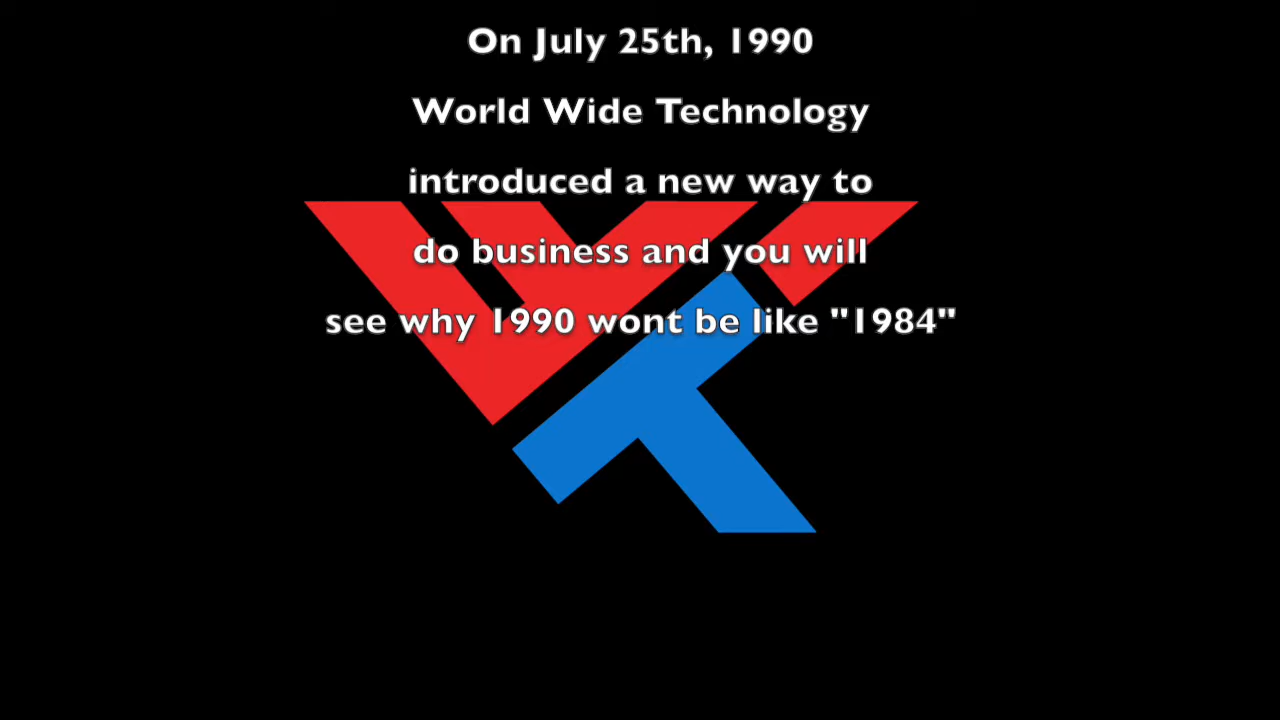 On July 25th, 1990
World Wide Technology
introduced a new way to
do business and you will
see why 1990 wont be like "1984"